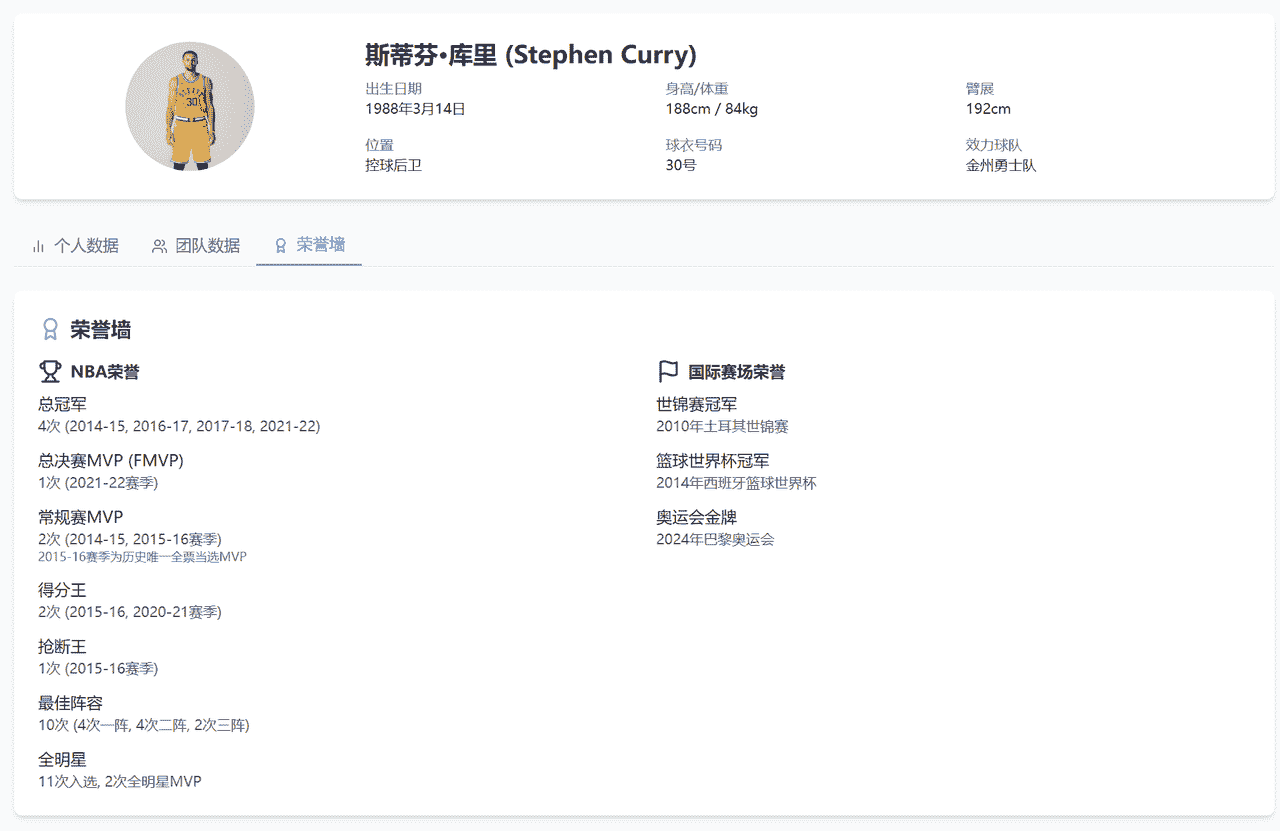 斯蒂芬•库里 (Stephen Curry)
出生日期
1988年3月14日
身高/体重
188cm / 84kg
臂展
192cm
位置
控球后卫
球衣号码
30号
效力球队
金州勇士队
30
个人数据
团队数据
荣誉墙
荣誉墙
NBA荣誉
总冠军
4次 (2014-15, 2016-17, 2017-18, 2021-22)
总决赛MVP (FMVP)
1次 (2021-22赛季)
常规赛MVP
2次 (2014-15, 2015-16赛季)
2015-16赛季为历史唯一全票当选MVP
得分王
2次 (2015-16, 2020-21赛季)
抢断王
1次 (2015-16赛季)
最佳阵容
10次 (4次一阵, 4次二阵, 2次三阵)
全明星
11次入选, 2次全明星MVP
国际赛场荣誉
世锦赛冠军
2010年土耳其世锦赛
篮球世界杯冠军
2014年西班牙篮球世界杯
奥运会金牌
2024年巴黎奥运会